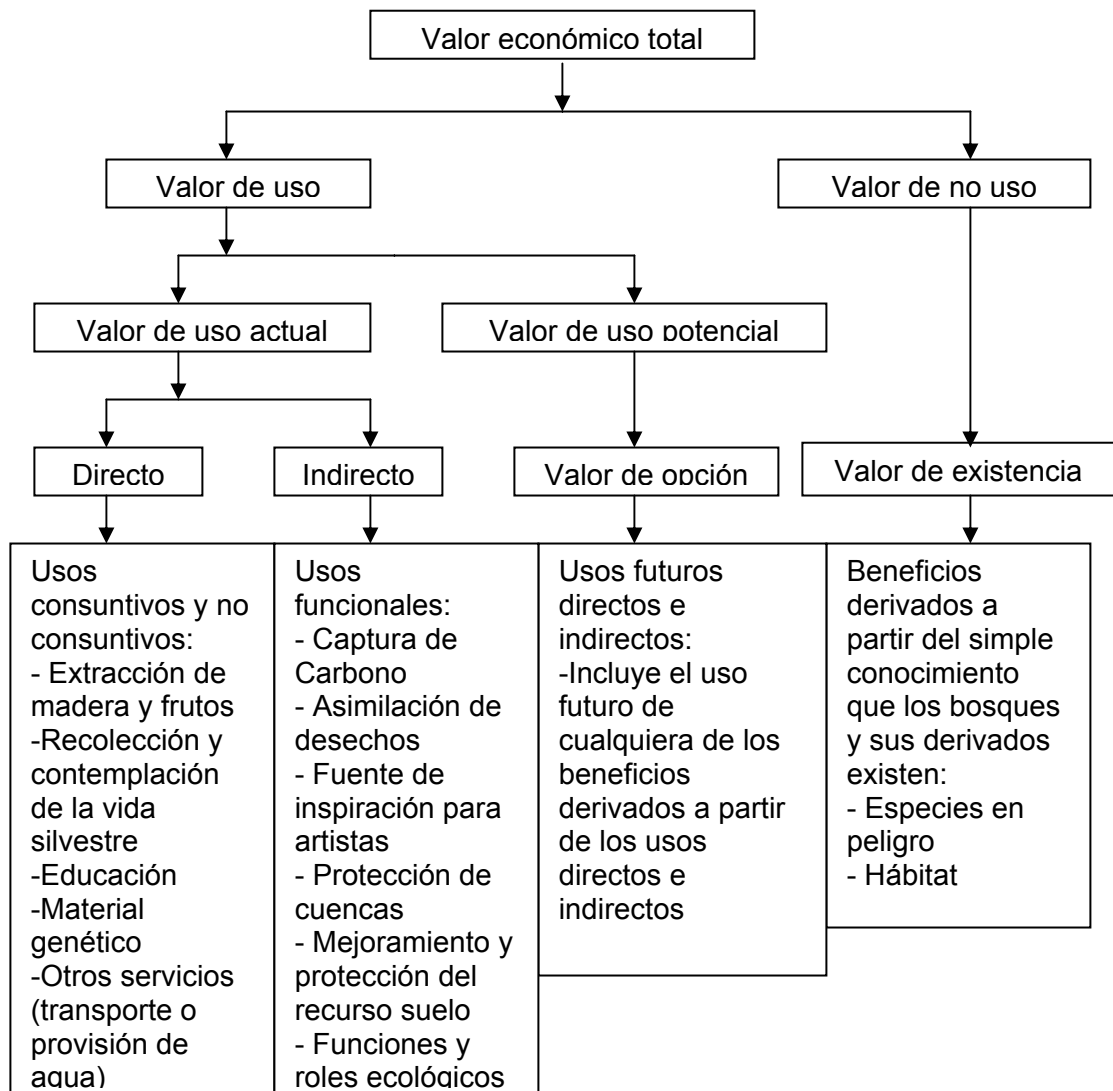 Valor económico total
Valor de uso
Valor de no uso
Valor de uso actual
Valor de uso potencial
Directo
Indirecto
Valor de opción
Valor de existencia
Usos
consuntivos y no
consuntivos:
- Extracción de
madera y frutos
-Recolección y
contemplación
de la vida
silvestre
-Educación
-Material
genético
-Otros servicios
(transporte o
provisión de
agua)
Usos
funcionales:
- Captura de
Carbono
- Asimilación de
desechos
- Fuente de
inspiración para
artistas
- Protección de
cuencas
- Mejoramiento y
protección del
recurso suelo
- Funciones y
roles ecológicos
Usos futuros
directos e
indirectos:
-Incluye el uso
futuro de
cualquiera de los
beneficios
derivados a partir
de los usos
directos e
indirectos
Beneficios
derivados a
partir del simple
conocimiento
que los bosques
y sus derivados
existen:
- Especies en
peligro
- Hábitat